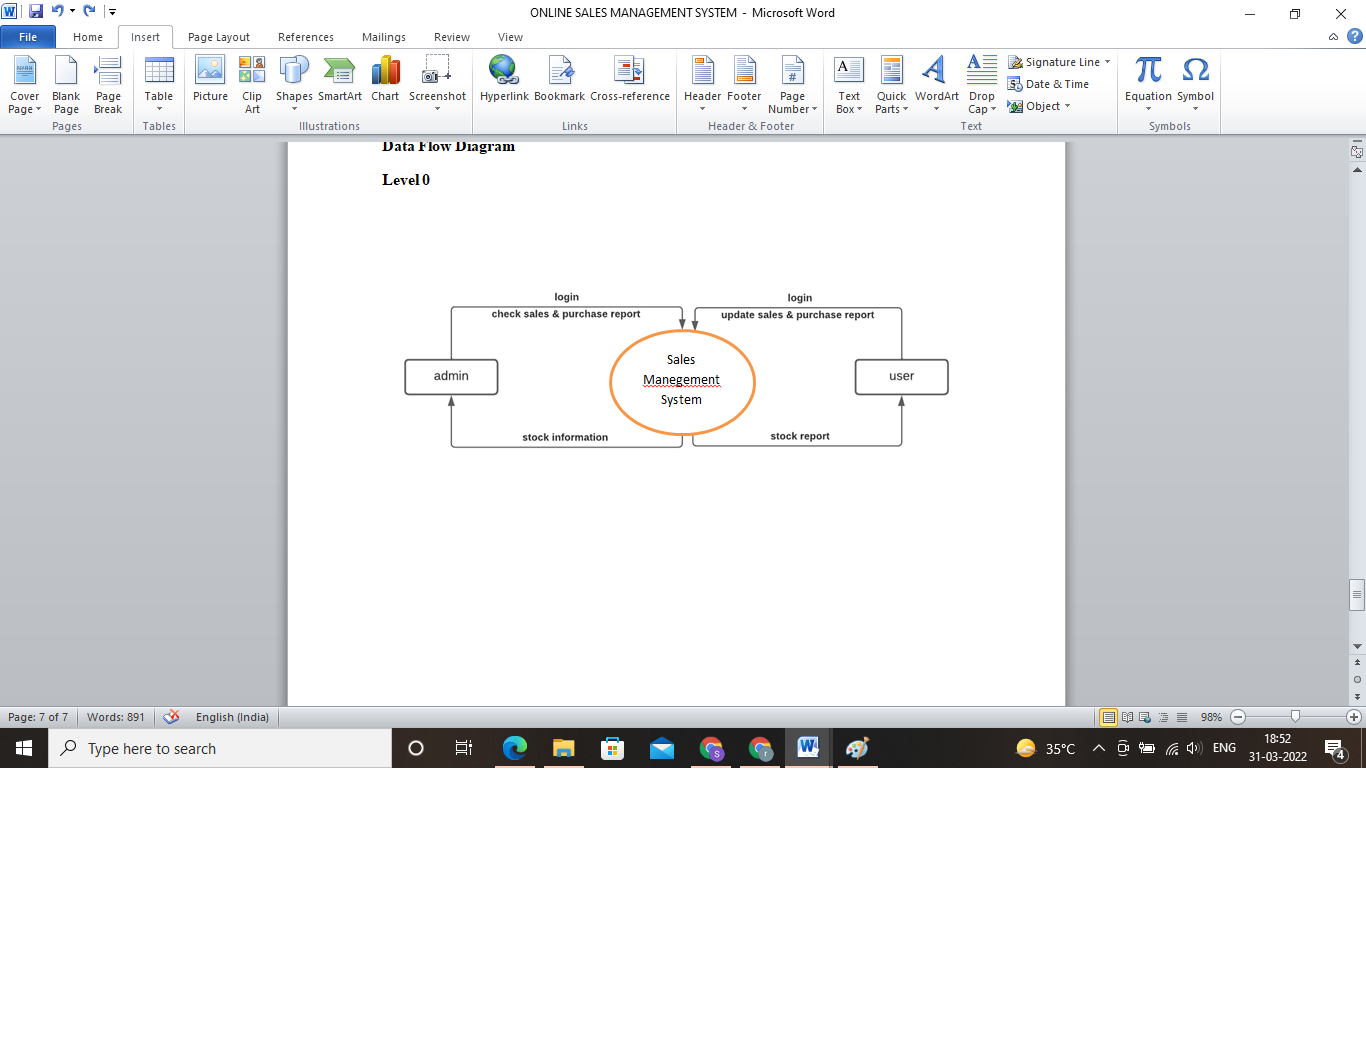 ONLINE SALES MANAGEMENT SYSTEM - Microsoft Word
File Home Insert Page Layout References Mailings Review View
Cover Page
Blank Page
Page Break
Table
Picture
Clip Art
Shapes
SmartArt
Chart
Screenshot
Hyperlink
Bookmark
Cross-reference
Header
Footer
Page Number
Text Box
Quick Parts
WordArt
Drop Cap
Signature Line
Date & Time
Object
Equation
Symbol
Pages Tables Illustrations Links Header & Footer Text Symbols
Data Flow Diagram
Level 0
login
check sales & purchase report
login
update sales & purchase report
admin
Sales
Manegement
System
user
stock information
stock report
Page: 7 of 7 Words: 891 English (India) 98%
Type here to search
35°C ENG
18:52
31-03-2022
4